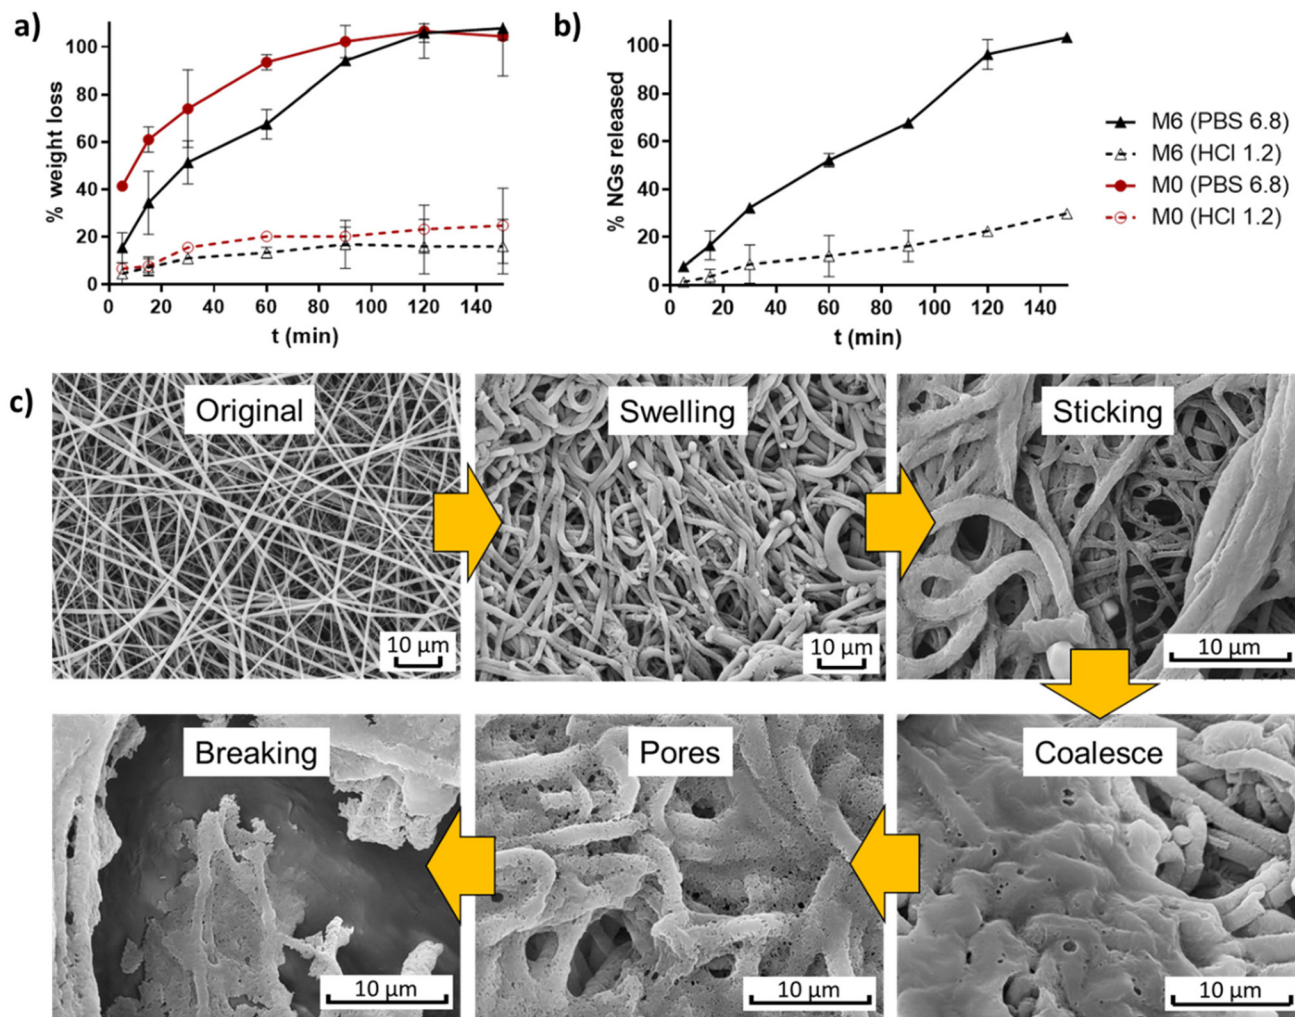 a)
% weight loss
100
80
60
40
20
0
0 20 40 60 80 100 120 140
t (min)
b)
% NGs released
100
80
60
40
20
0
0 20 40 60 80 100 120 140
t (min)
M6 (PBS 6.8)
M6 (HCl 1.2)
M0 (PBS 6.8)
M0 (HCl 1.2)
c)
Original
10 µm
Swelling
10 µm
Sticking
10 µm
Breaking
10 µm
Pores
10 µm
Coalesce
10 µm